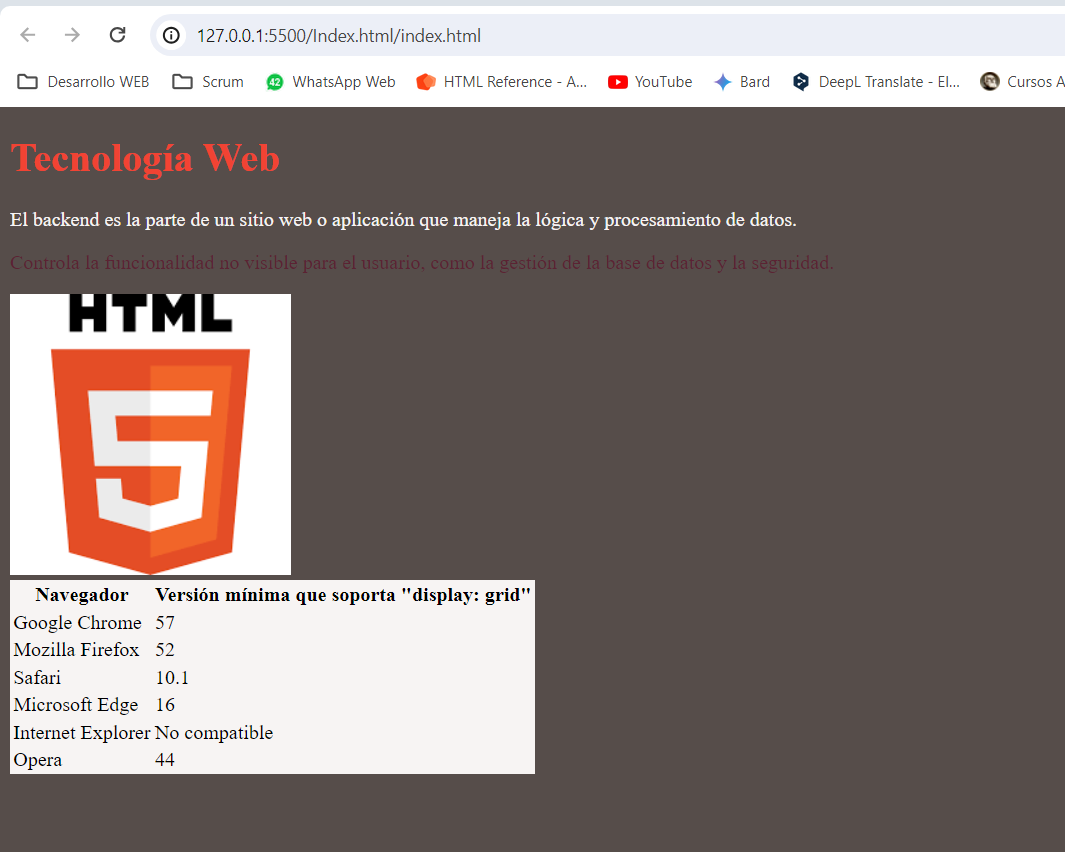 127.0.0.1:5500/Index.html/index.html
Desarrollo WEB Scrum 42 WhatsApp Web HTML Reference - A... YouTube Bard DeepL Translate - El... Cursos A
Tecnología Web
El backend es la parte de un sitio web o aplicación que maneja la lógica y procesamiento de datos.
Controla la funcionalidad no visible para el usuario, como la gestión de la base de datos y la seguridad.
HTML
5
Navegador Versión mínima que soporta "display: grid"
Google Chrome 57
Mozilla Firefox 52
Safari 10.1
Microsoft Edge 16
Internet Explorer No compatible
Opera 44